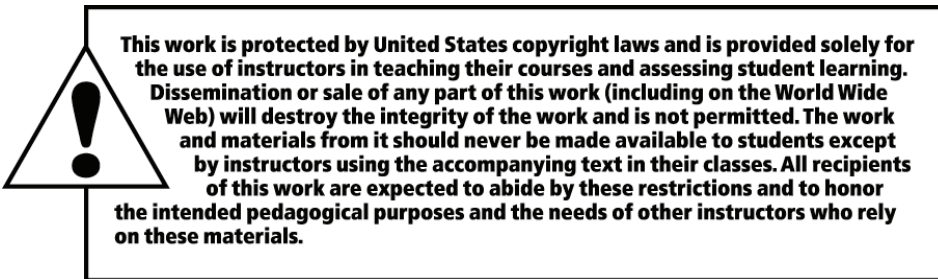 This work is protected by United States copyright laws and is provided solely for
the use of instructors in teaching their courses and assessing student learning.
Dissemination or sale of any part of this work (including on the World Wide
Web) will destroy the integrity of the work and is not permitted. The work
and materials from it should never be made available to students except
by instructors using the accompanying text in their classes. All recipients
of this work are expected to abide by these restrictions and to honor
the intended pedagogical purposes and the needs of other instructors who rely
on these materials.